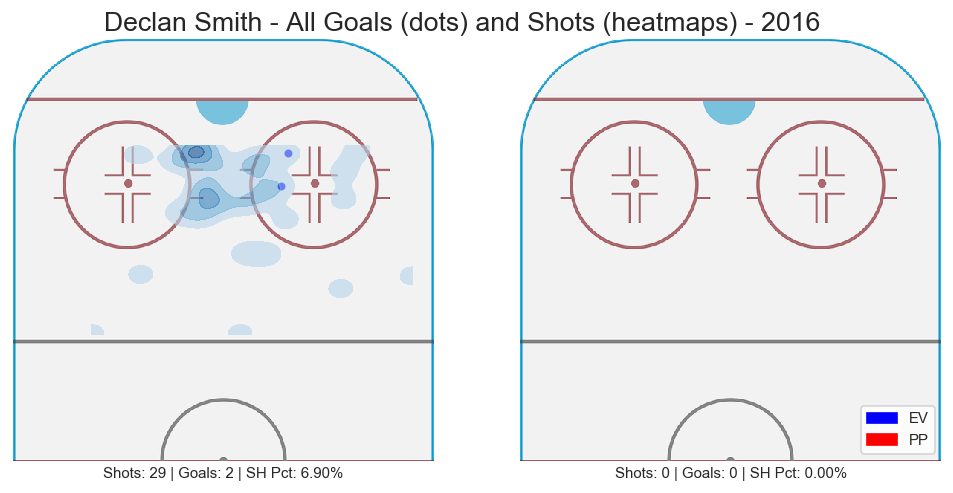 Declan Smith - All Goals (dots) and Shots (heatmaps) - 2016
EV
PP
Shots: 29 | Goals: 2 | SH Pct: 6.90%
Shots: 0 | Goals: 0 | SH Pct: 0.00%